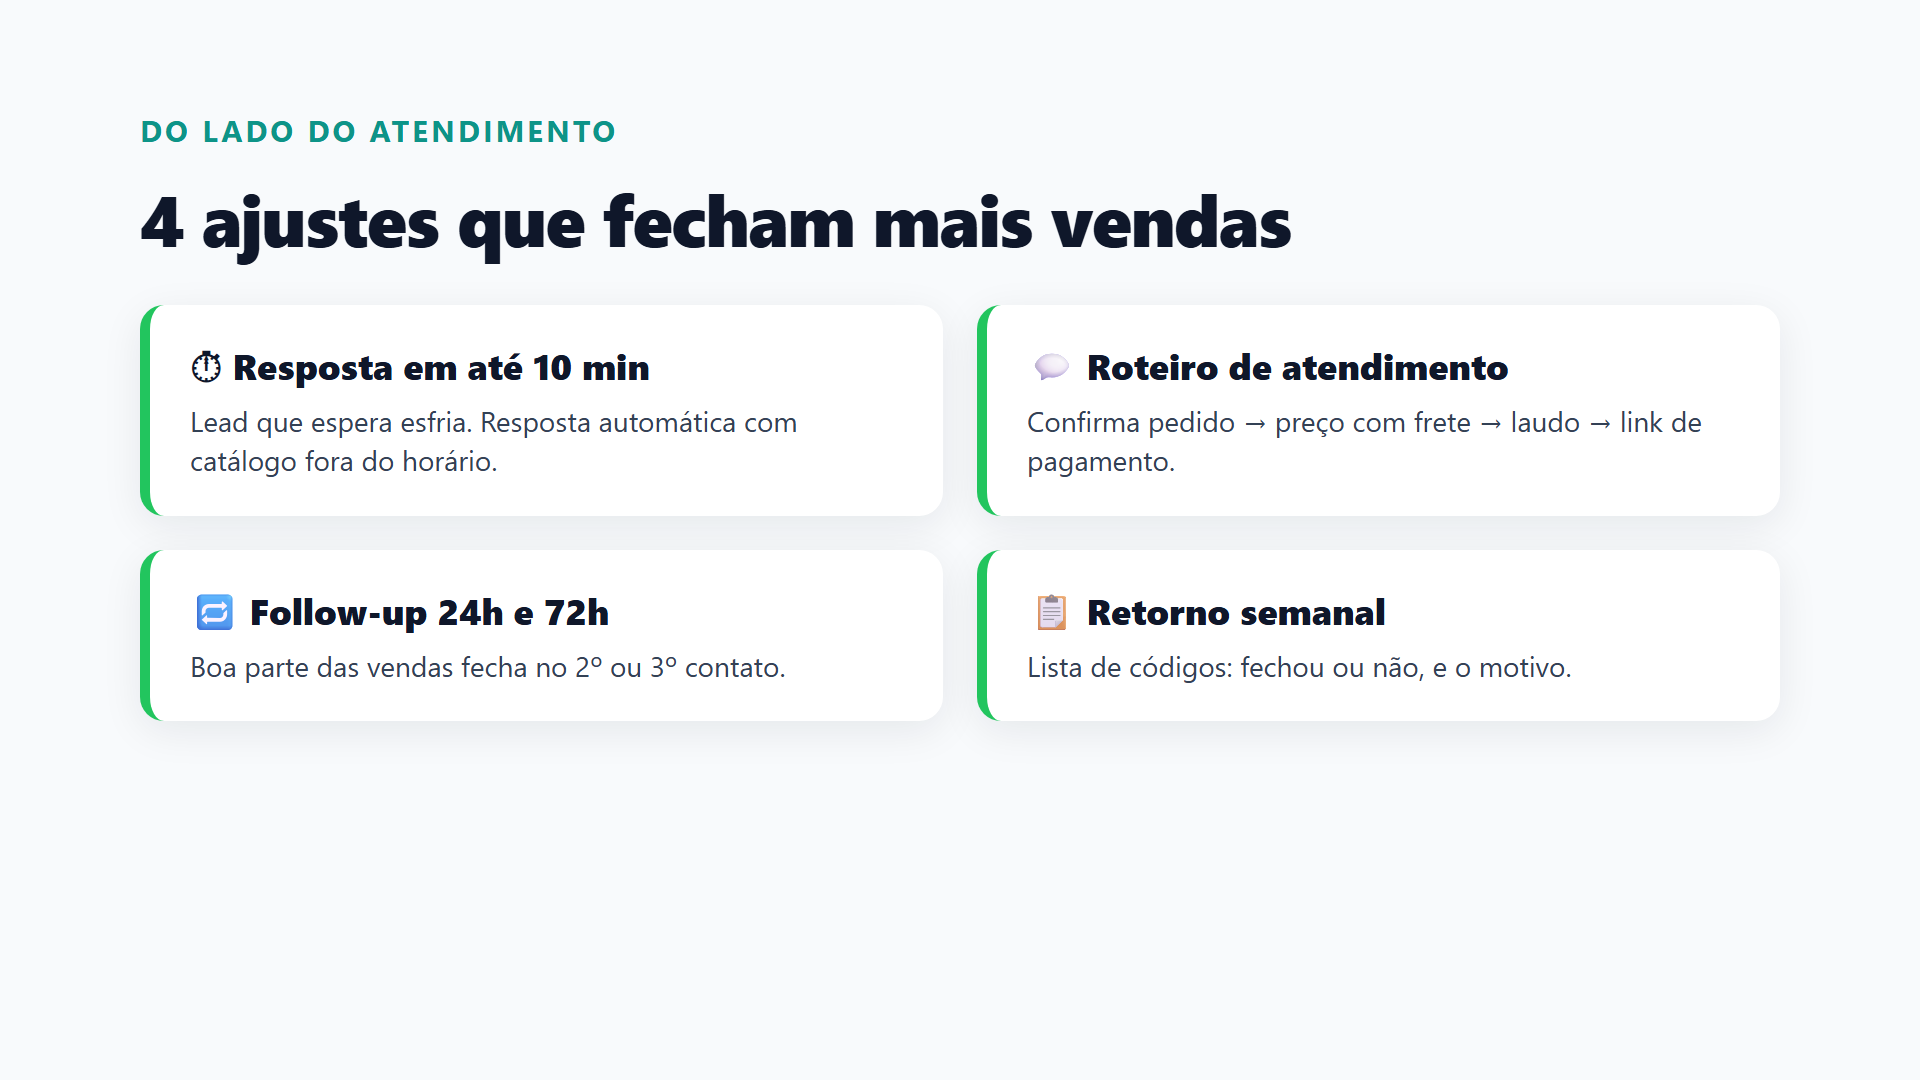 DO LADO DO ATENDIMENTO
4 ajustes que fecham mais vendas
⏱ Resposta em até 10 min
Lead que espera esfria. Resposta automática com
catálogo fora do horário.
💬 Roteiro de atendimento
Confirma pedido → preço com frete → laudo → link de
pagamento.
🔁 Follow-up 24h e 72h
Boa parte das vendas fecha no 2º ou 3º contato.
📋 Retorno semanal
Lista de códigos: fechou ou não, e o motivo.